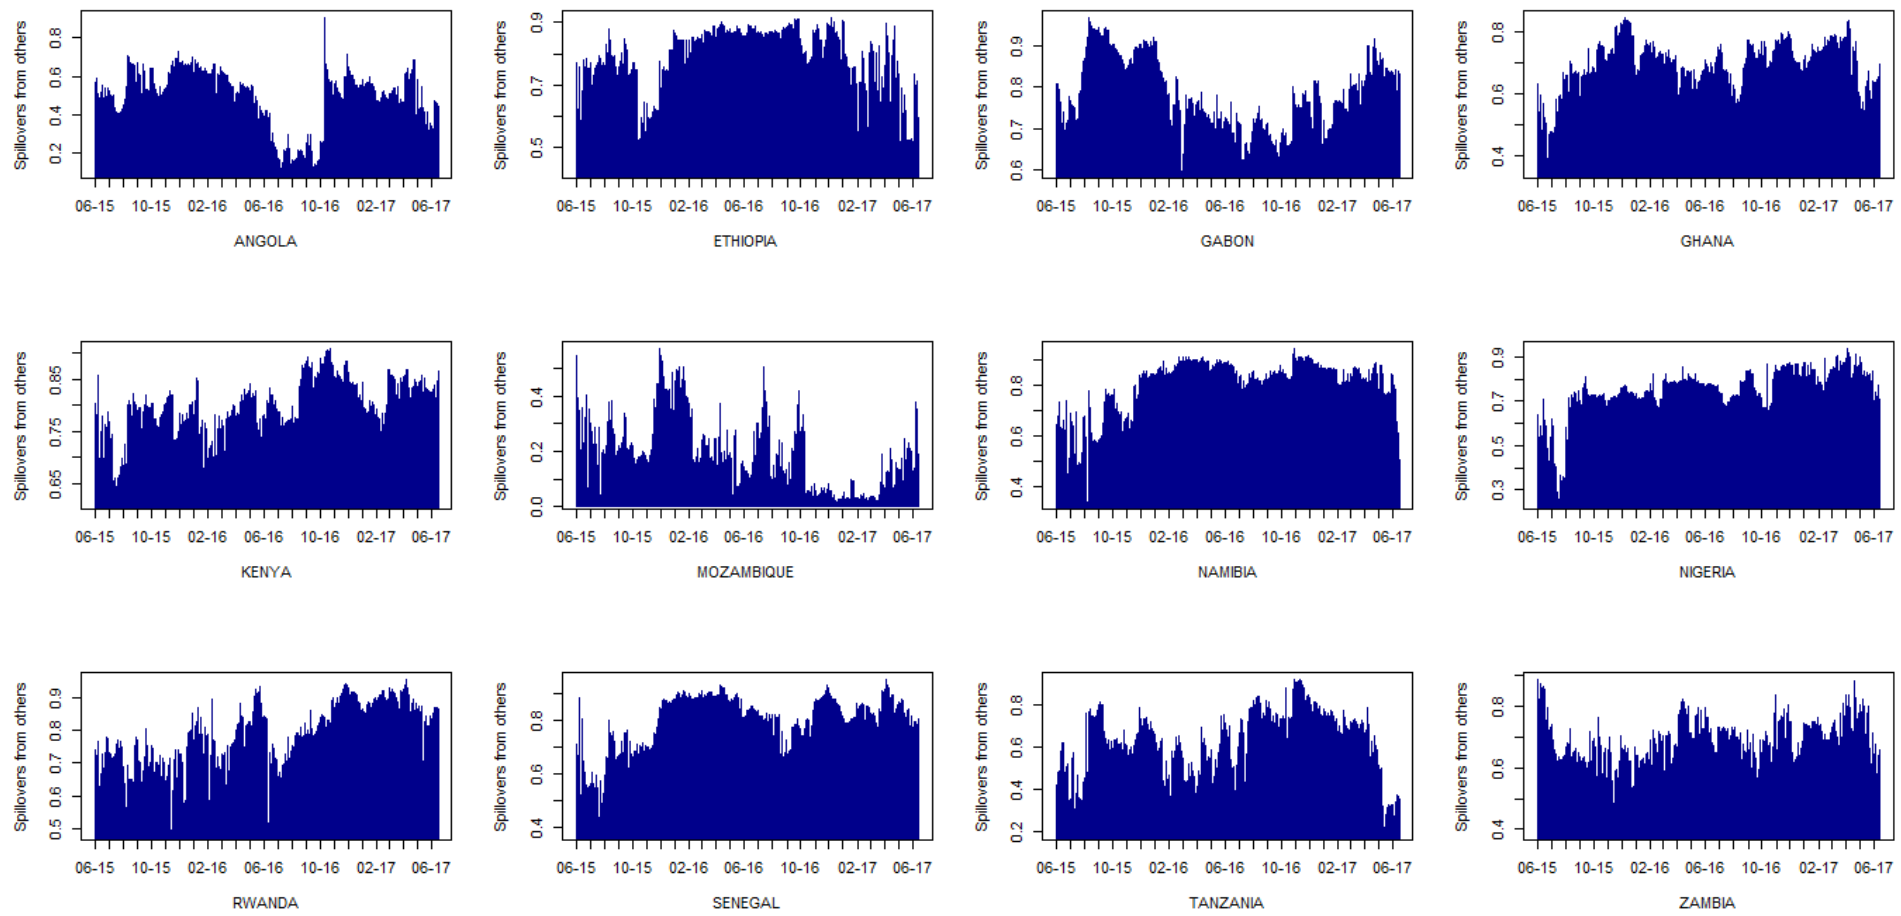 Spillovers from others
0.2 0.4 0.6 0.8
06-15 10-15 02-16 06-16 10-16 02-17 06-17
ANGOLA
Spillovers from others
0.5 0.7 0.9
06-15 10-15 02-16 06-16 10-16 02-17 06-17
ETHIOPIA
Spillovers from others
0.6 0.7 0.8 0.9
06-15 10-15 02-16 06-16 10-16 02-17 06-17
GABON
Spillovers from others
0.4 0.6 0.8
06-15 10-15 02-16 06-16 10-16 02-17 06-17
GHANA
Spillovers from others
0.65 0.75 0.85
06-15 10-15 02-16 06-16 10-16 02-17 06-17
KENYA
Spillovers from others
0.0 0.2 0.4
06-15 10-15 02-16 06-16 10-16 02-17 06-17
MOZAMBIQUE
Spillovers from others
0.4 0.6 0.8
06-15 10-15 02-16 06-16 10-16 02-17 06-17
NAMIBIA
Spillovers from others
0.3 0.5 0.7 0.9
06-15 10-15 02-16 06-16 10-16 02-17 06-17
NIGERIA
Spillovers from others
0.5 0.6 0.7 0.8 0.9
06-15 10-15 02-16 06-16 10-16 02-17 06-17
RWANDA
Spillovers from others
0.4 0.6 0.8
06-15 10-15 02-16 06-16 10-16 02-17 06-17
SENEGAL
Spillovers from others
0.2 0.4 0.6 0.8
06-15 10-15 02-16 06-16 10-16 02-17 06-17
TANZANIA
Spillovers from others
0.4 0.6 0.8
06-15 10-15 02-16 06-16 10-16 02-17 06-17
ZAMBIA